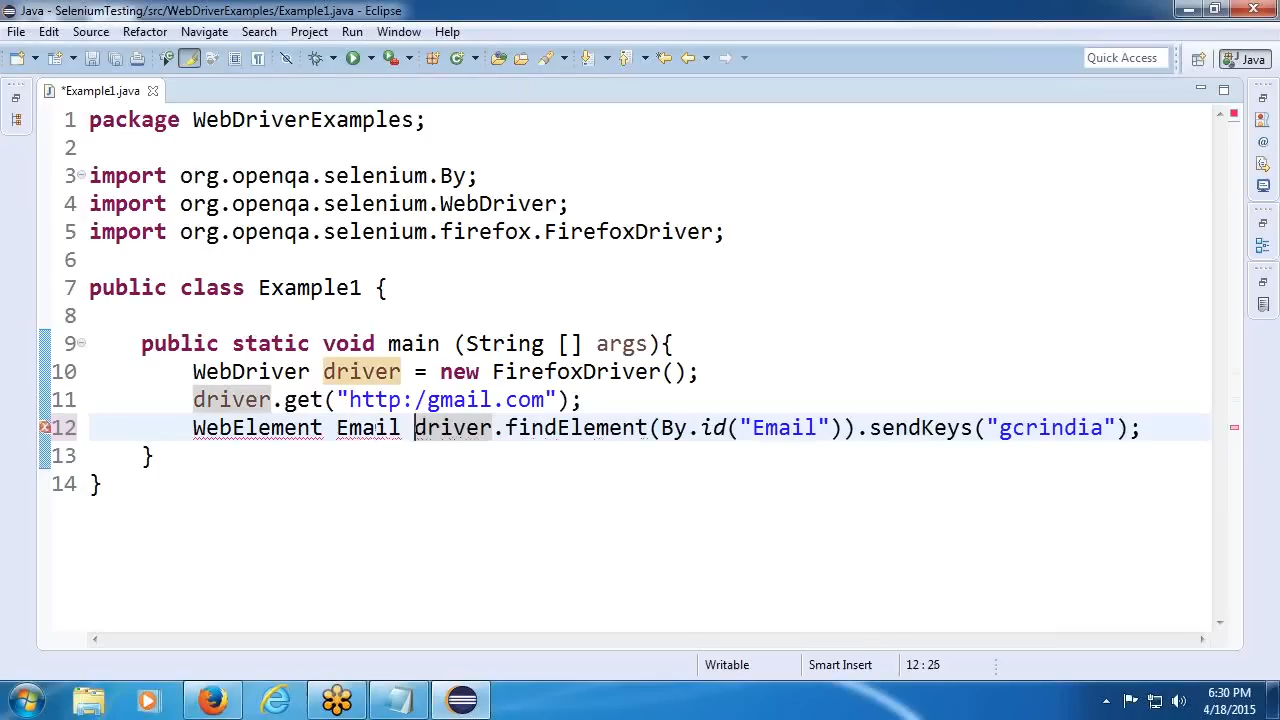 Java - SeleniumTesting/src/WebDriverExamples/Example1.java - Eclipse
File Edit Source Refactor Navigate Search Project Run Window Help
Quick Access Java
*Example1.java
1 package WebDriverExamples;
2
3 import org.openqa.selenium.By;
4 import org.openqa.selenium.WebDriver;
5 import org.openqa.selenium.firefox.FirefoxDriver;
6
7 public class Example1 {
8
9 public static void main (String [] args){
10 WebDriver driver = new FirefoxDriver();
11 driver.get("http:/gmail.com");
12 WebElement Email driver.findElement(By.id("Email")).sendKeys("gcrindia");
13 }
14 }
Writable Smart Insert 12 : 25
6:30 PM
4/18/2015